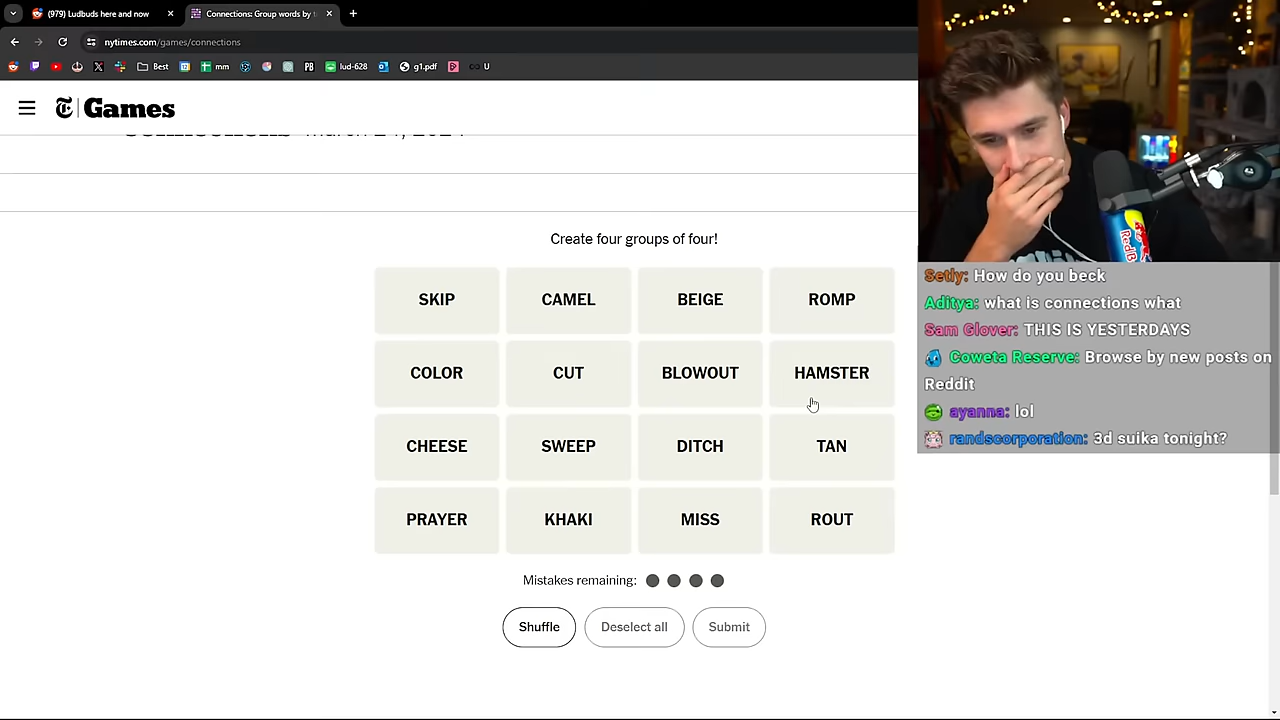 (979) Ludbuds here and now
Connections: Group words by
nytimes.com/games/connections
Best
mm
lud-628
g1.pdf
U
Games
Create four groups of four!
SKIP CAMEL BEIGE ROMP
COLOR CUT BLOWOUT HAMSTER
CHEESE SWEEP DITCH TAN
PRAYER KHAKI MISS ROUT
Mistakes remaining:
Shuffle Deselect all Submit
RedB
Setly: How do you beck
Aditya: what is connections what
Sam Glover: THIS IS YESTERDAYS
Coweta Reserve: Browse by new posts on
Reddit
ayanna: lol
randscorporation: 3d suika tonight?